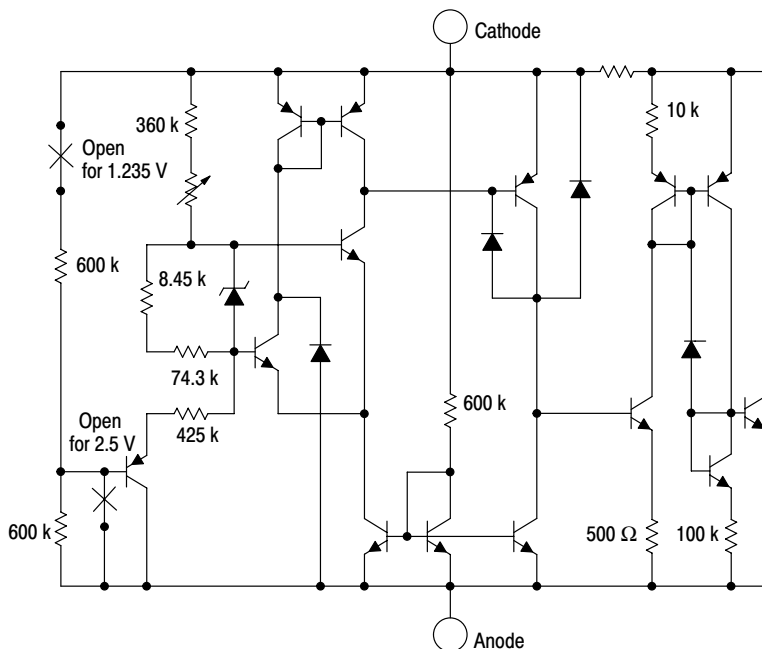 Cathode
360 k
10 k
Open
for 1.235 V
600 k
8.45 k
74.3 k
600 k
Open
for 2.5 V
425 k
600 k
500 Ω
100 k
Anode